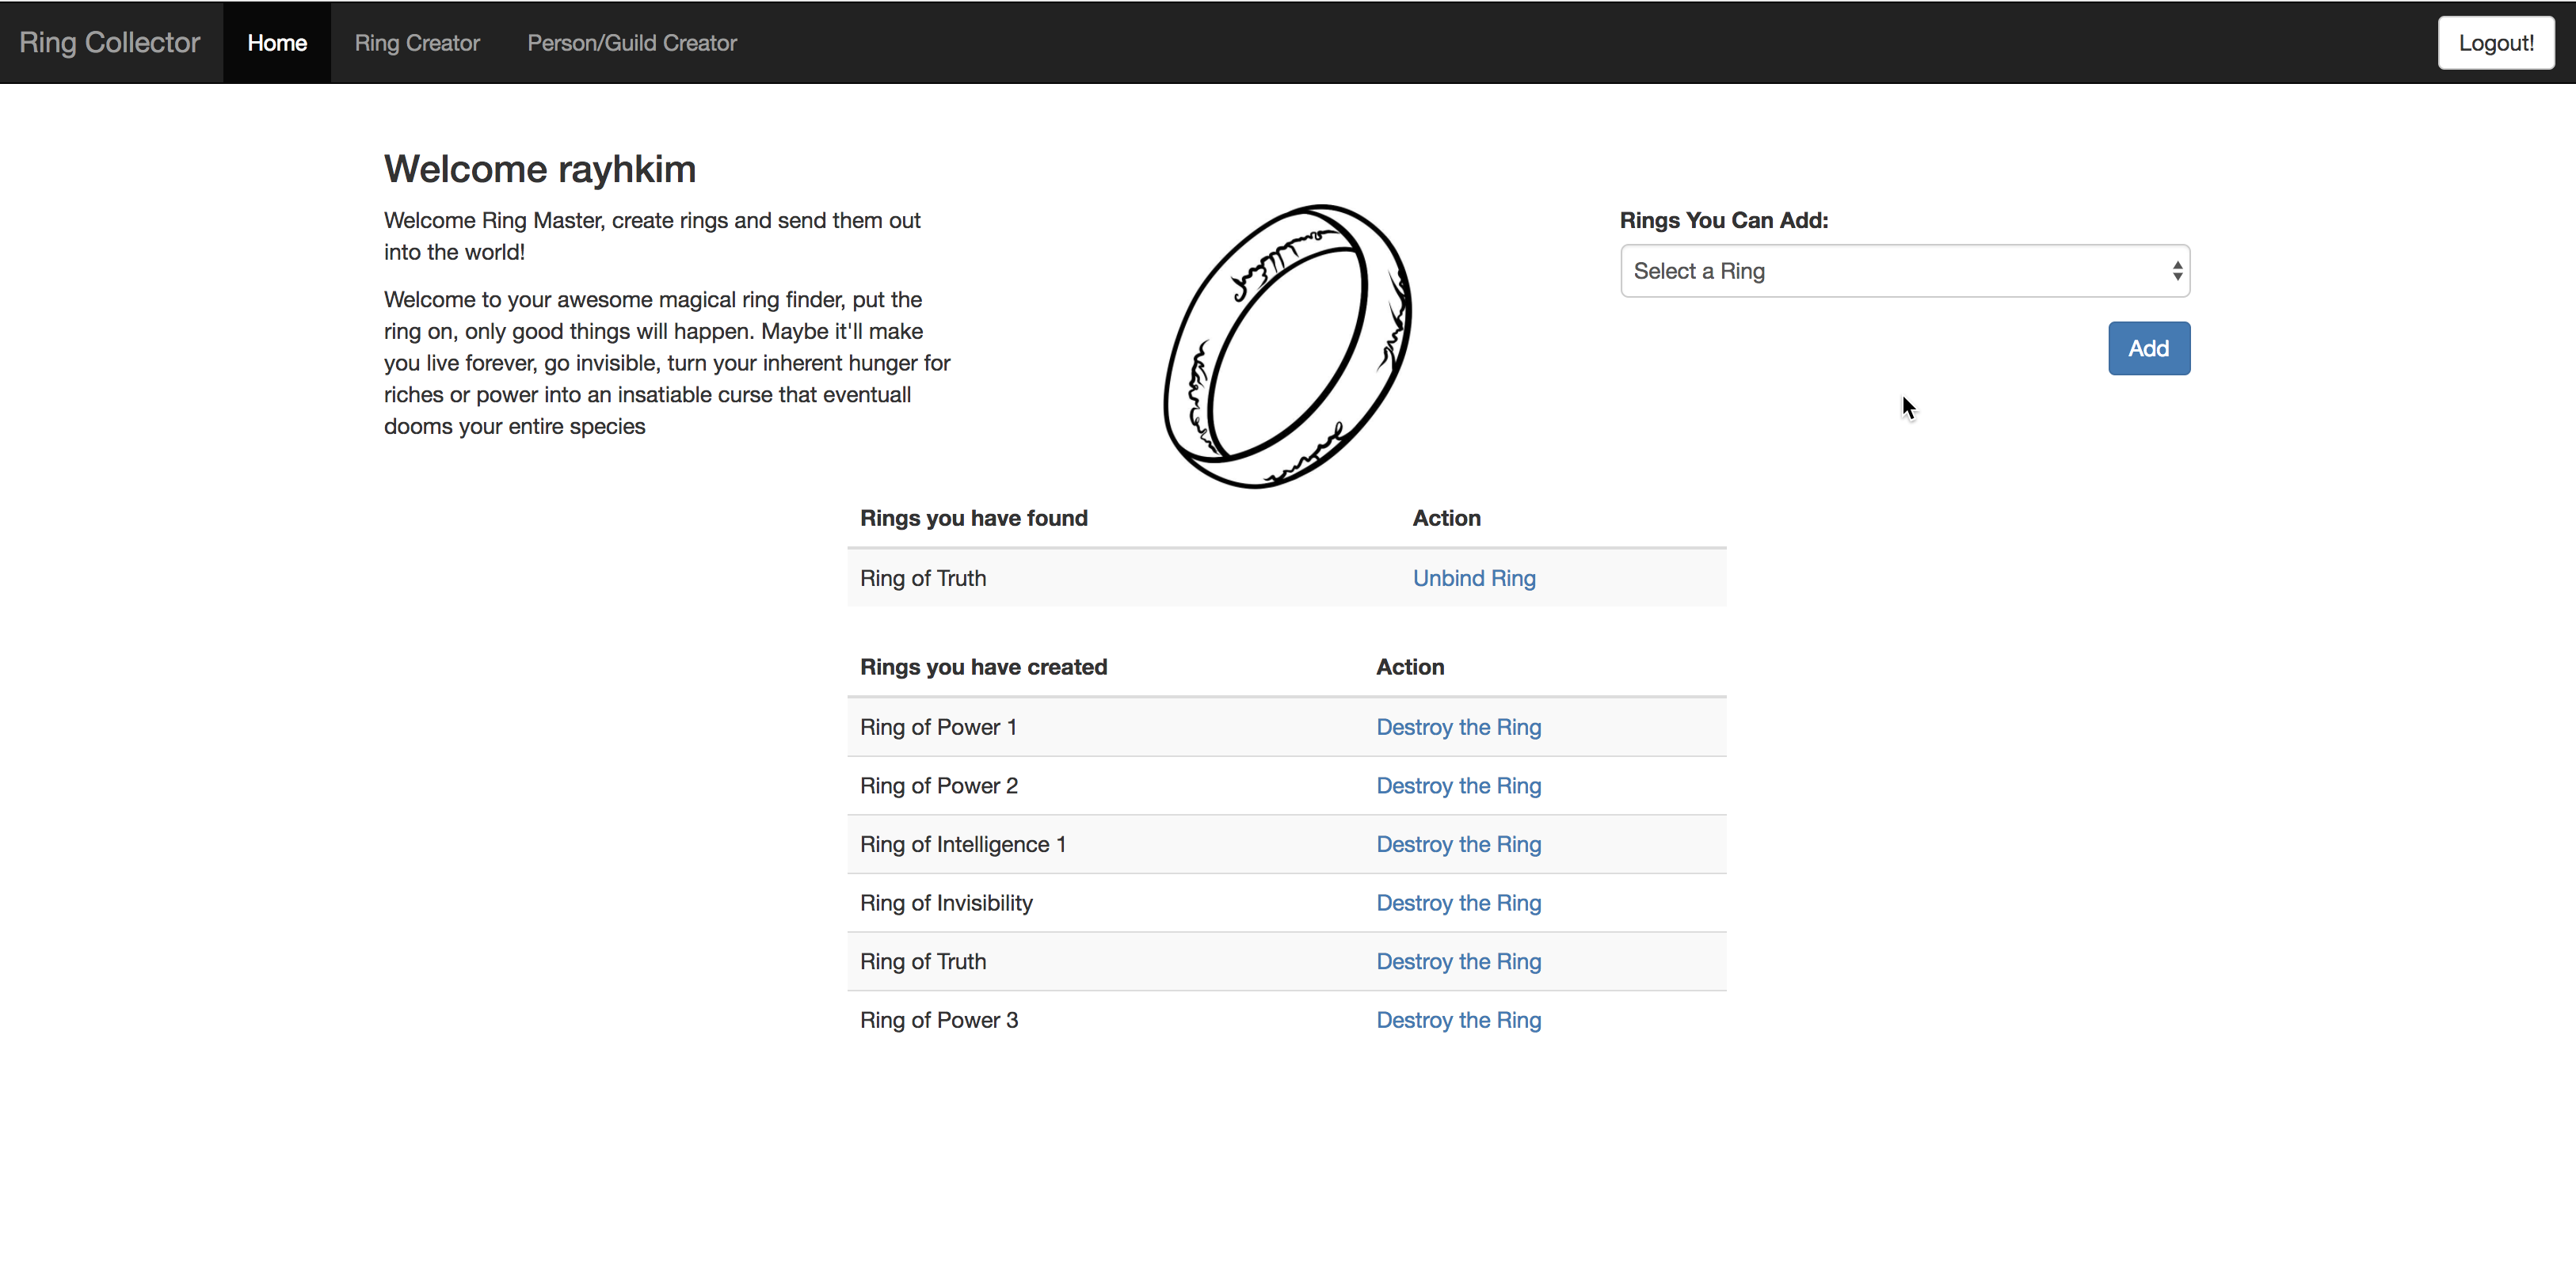 Ring Collector Home Ring Creator Person/Guild Creator Logout!
Welcome rayhkim
Welcome Ring Master, create rings and send them out
into the world!
Welcome to your awesome magical ring finder, put the
ring on, only good things will happen. Maybe it'll make
you live forever, go invisible, turn your inherent hunger for
riches or power into an insatiable curse that eventuall
dooms your entire species
Rings You Can Add:
Select a Ring
Add
Rings you have found Action
Ring of Truth Unbind Ring
Rings you have created Action
Ring of Power 1 Destroy the Ring
Ring of Power 2 Destroy the Ring
Ring of Intelligence 1 Destroy the Ring
Ring of Invisibility Destroy the Ring
Ring of Truth Destroy the Ring
Ring of Power 3 Destroy the Ring